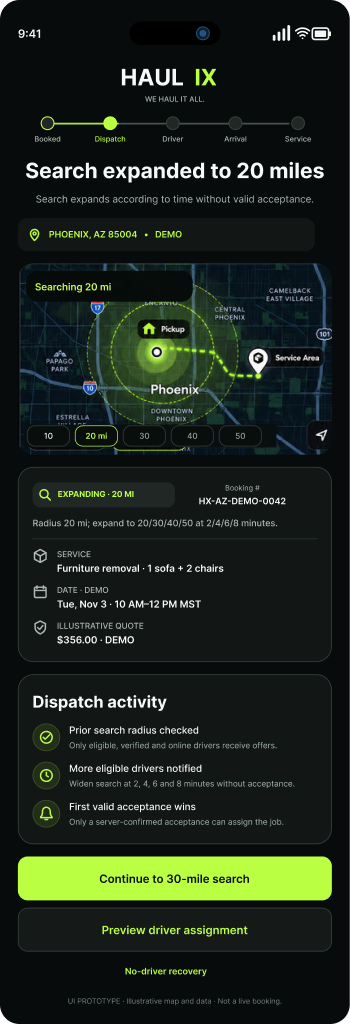 9:41
HAUL IX
WE HAUL IT ALL.
Booked Dispatch Driver Arrival Service
Search expanded to 20 miles
Search expands according to time without valid acceptance.
PHOENIX, AZ 85004 • DEMO
Searching 20 mi
17
ENCANTO
CENTRAL
PHOENIX
CAMELBACK
EAST VILLAGE
101
Pickup
Service Area
PAPAGO
PARK
10
Phoenix
DOWNTOWN
PHOENIX
ESTRELLA
10 20 mi 30 40 50
EXPANDING · 20 MI
Booking #
HX-AZ-DEMO-0042
Radius 20 mi; expand to 20/30/40/50 at 2/4/6/8 minutes.
SERVICE
Furniture removal · 1 sofa + 2 chairs
DATE · DEMO
Tue, Nov 3 · 10 AM–12 PM MST
ILLUSTRATIVE QUOTE
$356.00 · DEMO
Dispatch activity
Prior search radius checked
Only eligible, verified and online drivers receive offers.
More eligible drivers notified
Widen search at 2, 4, 6 and 8 minutes without acceptance.
First valid acceptance wins
Only a server-confirmed acceptance can assign the job.
Continue to 30-mile search
Preview driver assignment
No-driver recovery
UI PROTOTYPE · Illustrative map and data · Not a live booking.